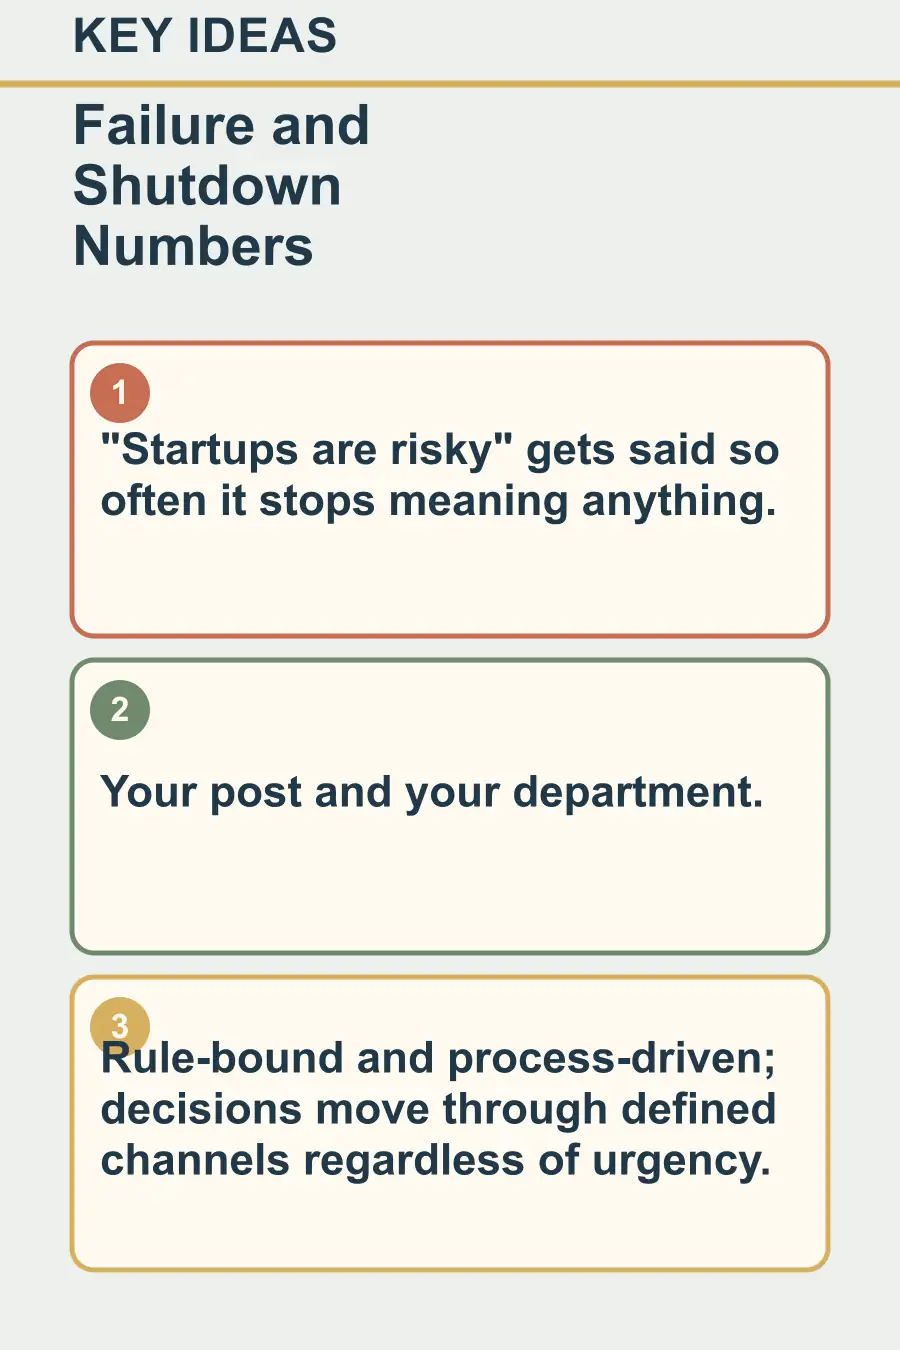 KEY IDEAS
Failure and
Shutdown
Numbers
1
"Startups are risky" gets said so
often it stops meaning anything.
2
Your post and your department.
3
Rule-bound and process-driven;
decisions move through defined
channels regardless of urgency.